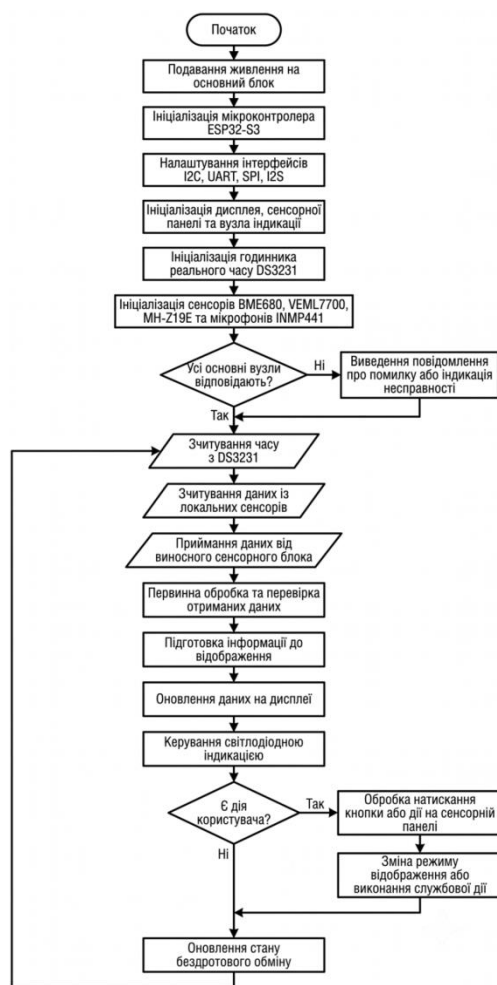 Початок
Подавання живлення на
основний блок
Ініціалізація мікроконтролера
ESP32-S3
Налаштування інтерфейсів
I2C, UART, SPI, I2S
Ініціалізація дисплея, сенсорної
панелі та вузла індикації
Ініціалізація годинника
реального часу DS3231
Ініціалізація сенсорів BME680, VEML7700,
MH-Z19E та мікрофонів INMP441
Усі основні вузли
відповідають?
Ні
Виведення повідомлення
про помилку або індикація
несправності
Так
Зчитування часу
з DS3231
Зчитування даних із
локальних сенсорів
Приймання даних від
виносного сенсорного блока
Первинна обробка та перевірка
отриманих даних
Підготовка інформації до
відображення
Оновлення даних на дисплеї
Керування світлодіодною
індикацією
Є дія
користувача?
Так
Обробка натискання
кнопки або дії на сенсорній
панелі
Зміна режиму
відображення або
виконання службової дії
Ні
Оновлення стану
бездротового обміну